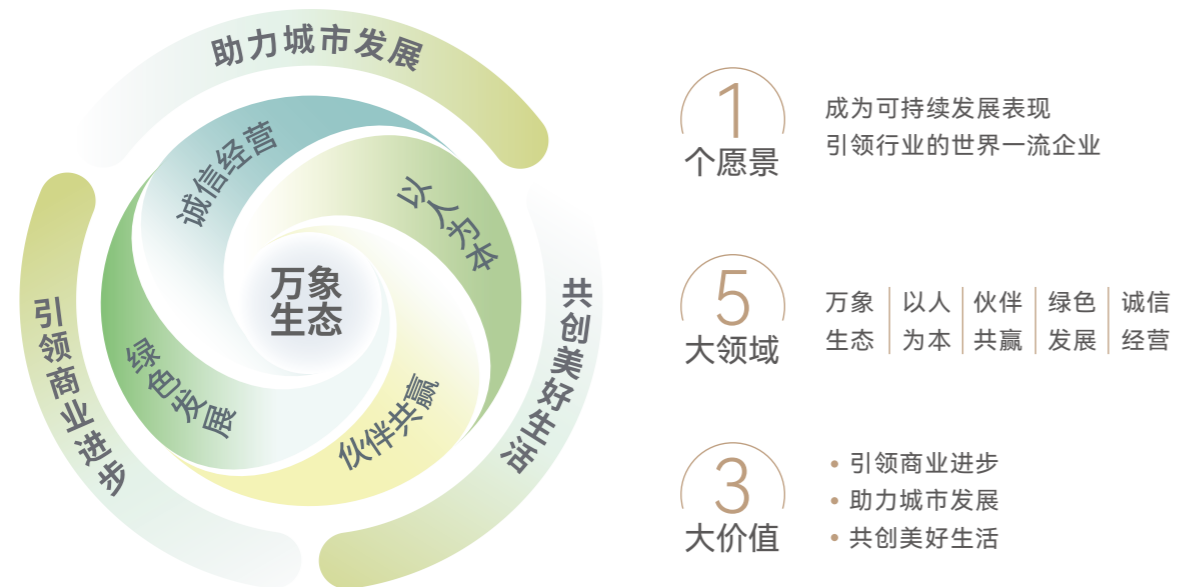 助力城市发展
诚信经营
以人为本
万象
生态
绿色发展
伙伴共赢
引领商业进步
共创美好生活
1
个愿景
成为可持续发展表现
引领行业的世界一流企业
5
大领域
万象 以人 伙伴 绿色 诚信
生态 为本 共赢 发展 经营
3
大价值
• 引领商业进步
• 助力城市发展
• 共创美好生活